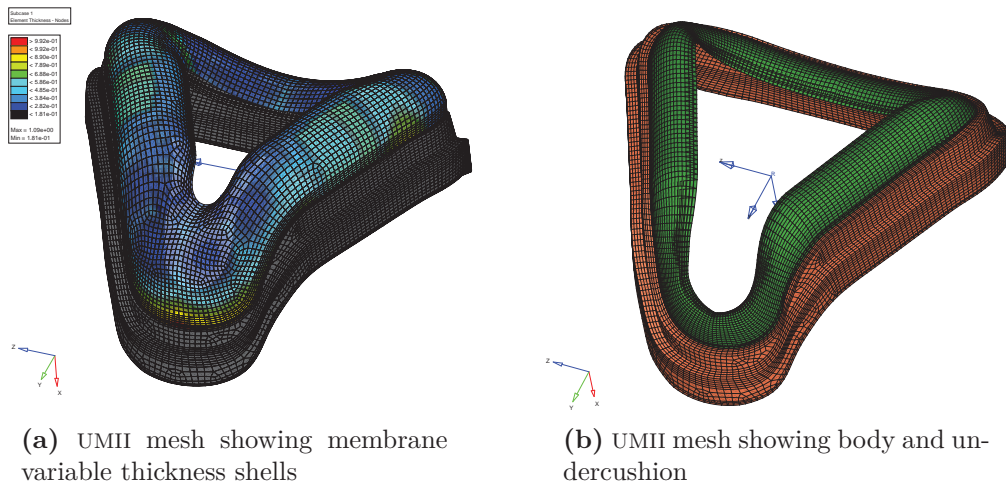 Subcase 1
Element Thickness - Nodes
> 9.92e-01
< 9.92e-01
< 8.90e-01
< 7.89e-01
< 6.88e-01
< 5.86e-01
< 4.85e-01
< 3.84e-01
< 2.82e-01
< 1.81e-01
Max = 1.09e+00
Min = 1.81e-01
Z
Y
X
Z
Y
X
(a) UMII mesh showing membrane
variable thickness shells
(b) UMII mesh showing body and un-
dercushion